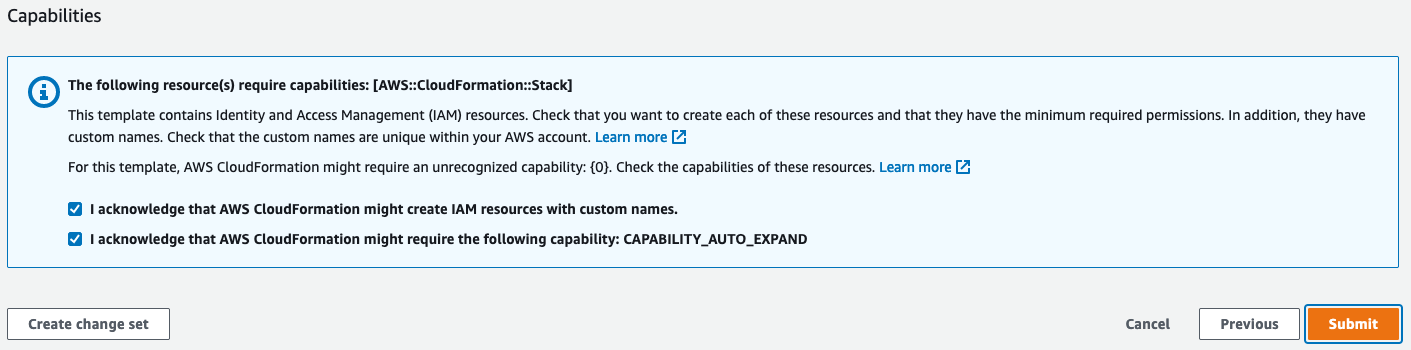 Capabilities
The following resource(s) require capabilities: [AWS::CloudFormation::Stack]
This template contains Identity and Access Management (IAM) resources. Check that you want to create each of these resources and that they have the minimum required permissions. In addition, they have
custom names. Check that the custom names are unique within your AWS account. Learn more
For this template, AWS CloudFormation might require an unrecognized capability: {0}. Check the capabilities of these resources. Learn more
I acknowledge that AWS CloudFormation might create IAM resources with custom names.
I acknowledge that AWS CloudFormation might require the following capability: CAPABILITY_AUTO_EXPAND
Create change set
Cancel
Previous
Submit